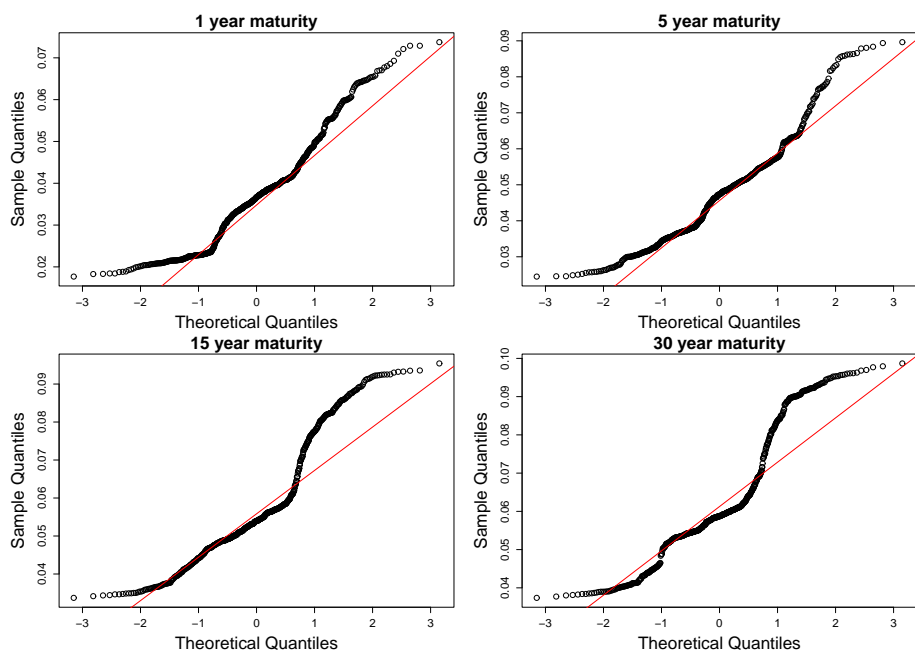 1 year maturity
Sample Quantiles
0.02 0.03 0.04 0.05 0.06 0.07
−3 −2 −1 0 1 2 3
Theoretical Quantiles
5 year maturity
Sample Quantiles
0.03 0.04 0.05 0.06 0.07 0.08 0.09
−3 −2 −1 0 1 2 3
Theoretical Quantiles
15 year maturity
Sample Quantiles
0.04 0.05 0.06 0.07 0.08 0.09
−3 −2 −1 0 1 2 3
Theoretical Quantiles
30 year maturity
Sample Quantiles
0.04 0.05 0.06 0.07 0.08 0.09 0.10
−3 −2 −1 0 1 2 3
Theoretical Quantiles